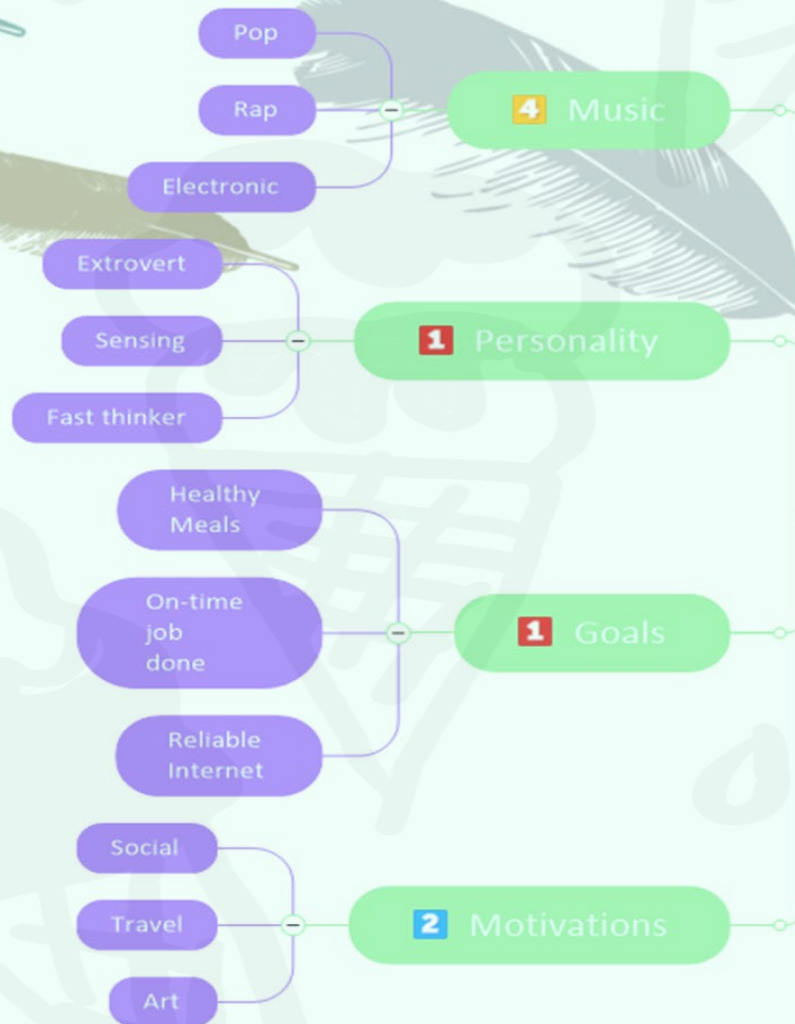 Pop
Rap
Electronic
4 Music
Extrovert
Sensing
Fast thinker
1 Personality
Healthy
Meals
On-time
job
done
Reliable
Internet
1 Goals
Social
Travel
Art
2 Motivations